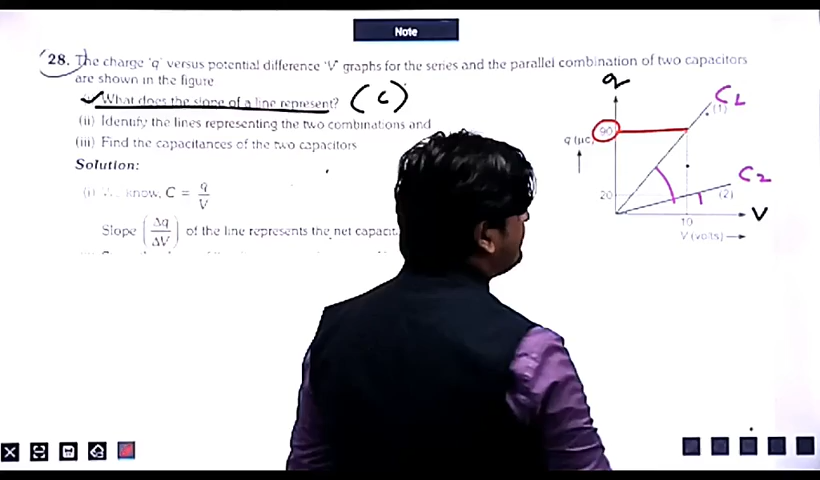 Note
28. The charge 'q' versus potential difference 'V' graphs for the series and the parallel combination of two capacitors
are shown in the figure
(i) What does the slope of a line represent? (C)
(ii) Identify the lines representing the two combinations and
(iii) Find the capacitances of the two capacitors
Solution:
(i) know, C = q/V
Slope (Δq/ΔV) of the line represents the net
q
C1
(1)
90
q (μc)
C2
20
(2)
10
V
V (volts)